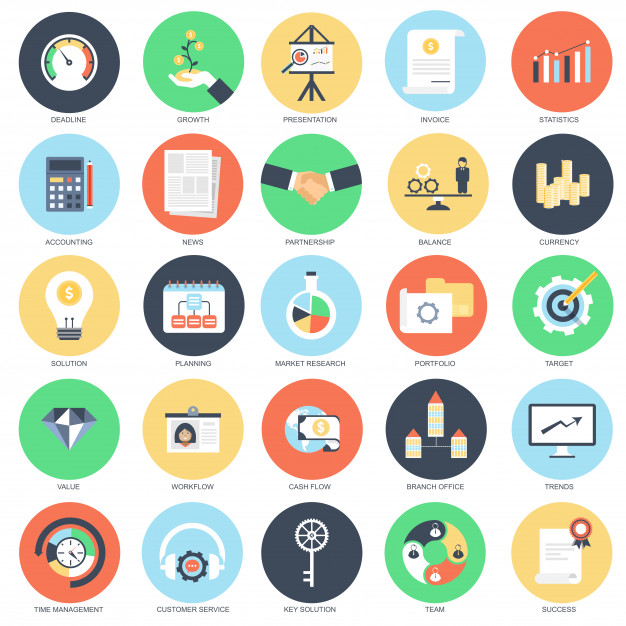 DEADLINE
GROWTH
PRESENTATION
INVOICE
STATISTICS
ACCOUNTING
NEWS
PARTNERSHIP
BALANCE
CURRENCY
SOLUTION
PLANNING
MARKET RESEARCH
PORTFOLIO
TARGET
VALUE
WORKFLOW
CASH FLOW
BRANCH OFFICE
TRENDS
TIME MANAGEMENT
CUSTOMER SERVICE
KEY SOLUTION
TEAM
SUCCESS